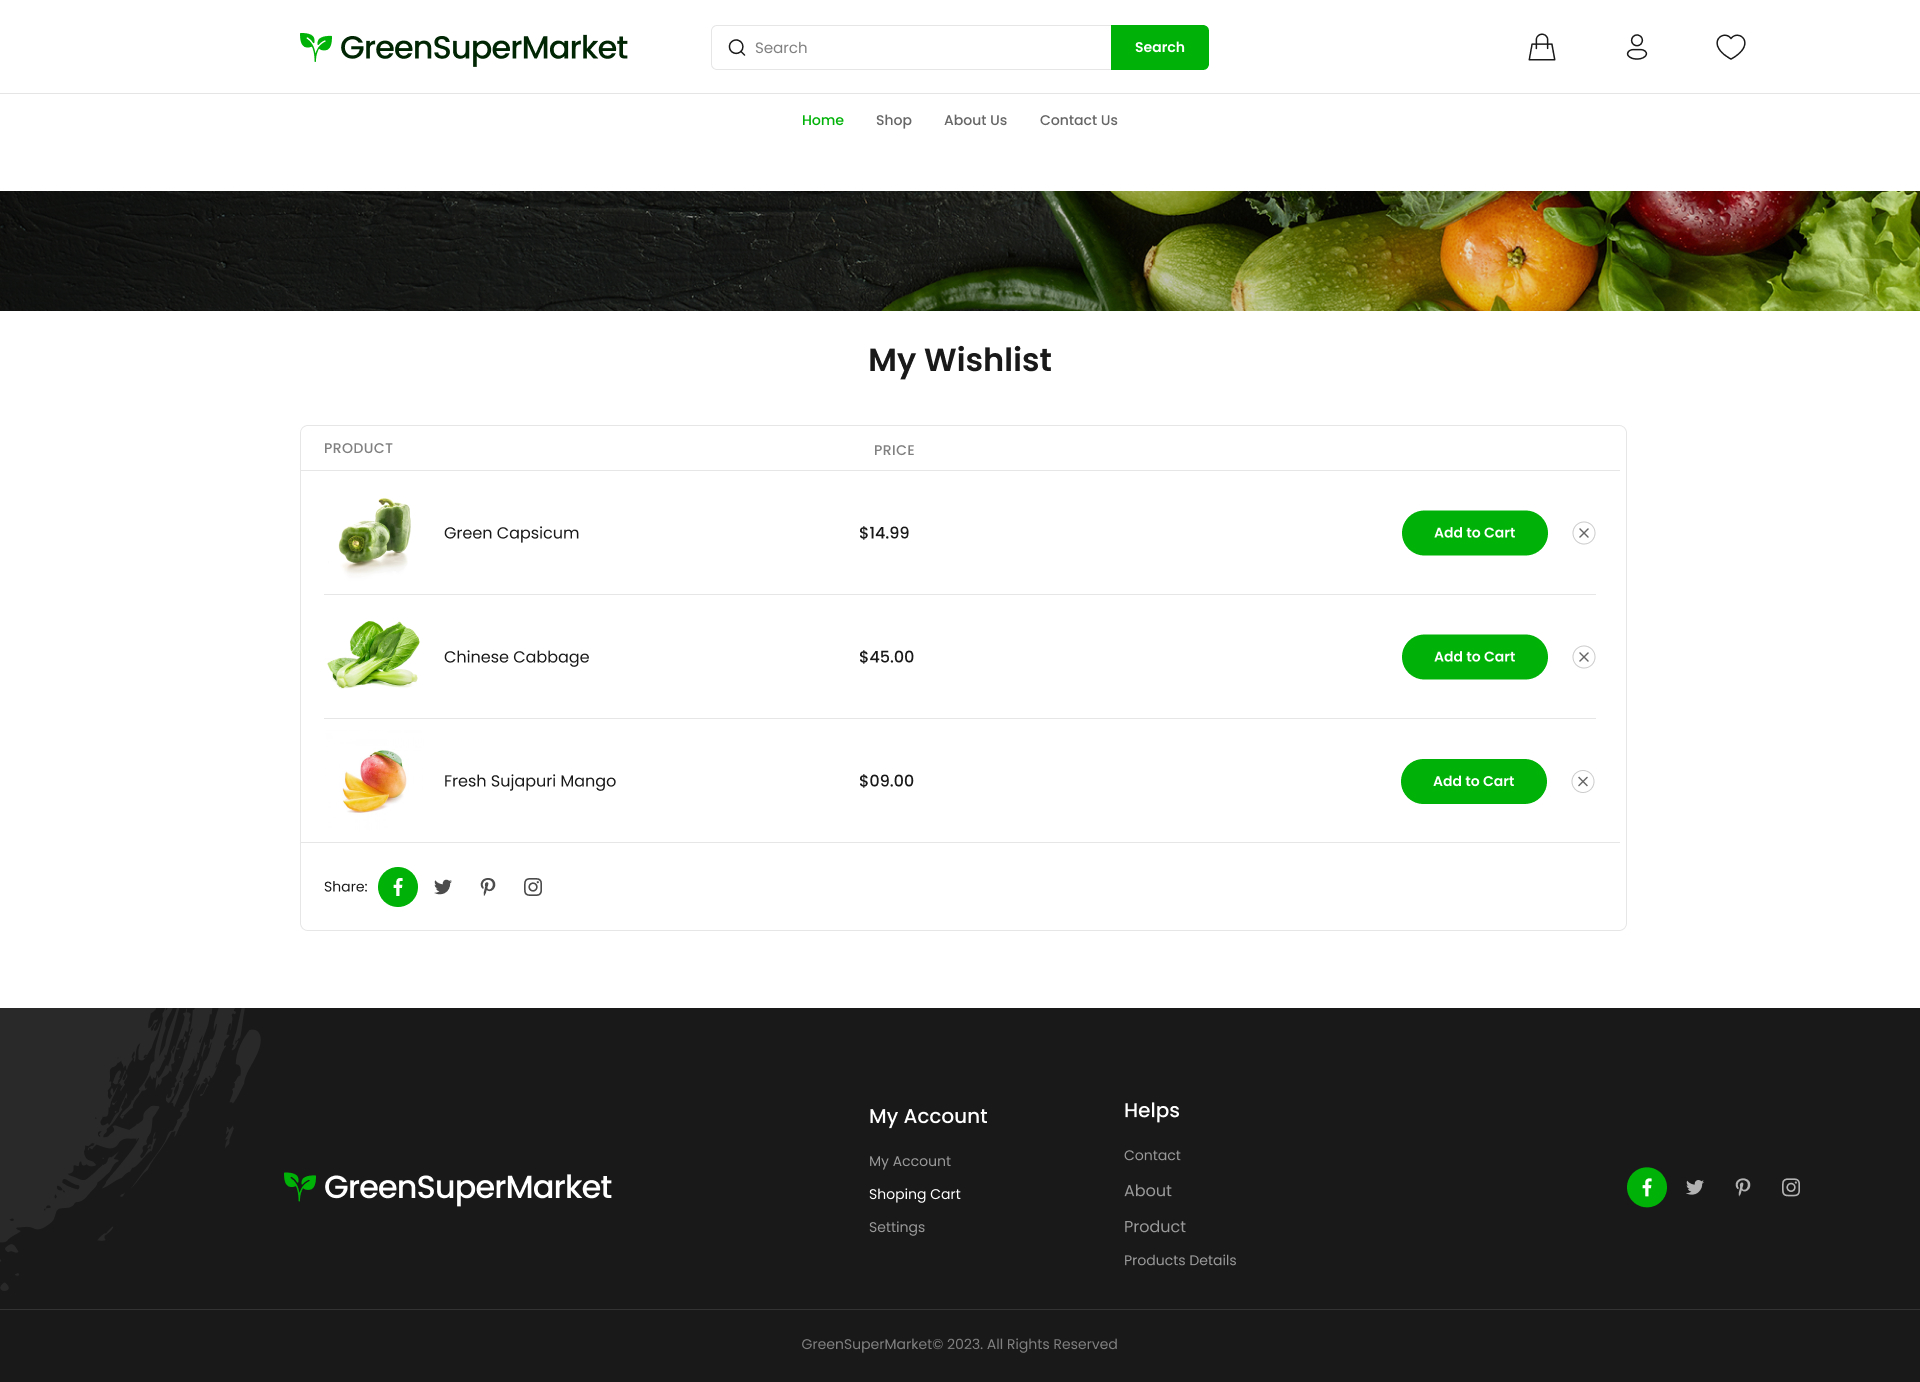 GreenSuperMarket
Search
Search
Home
Shop
About Us
Contact Us
My Wishlist
PRODUCT
PRICE
Green Capsicum
$14.99
Add to Cart
Chinese Cabbage
$45.00
Add to Cart
Fresh Sujapuri Mango
$09.00
Add to Cart
Share:
GreenSuperMarket
My Account
My Account
Shoping Cart
Settings
Helps
Contact
About
Product
Products Details
GreenSuperMarket© 2023. All Rights Reserved